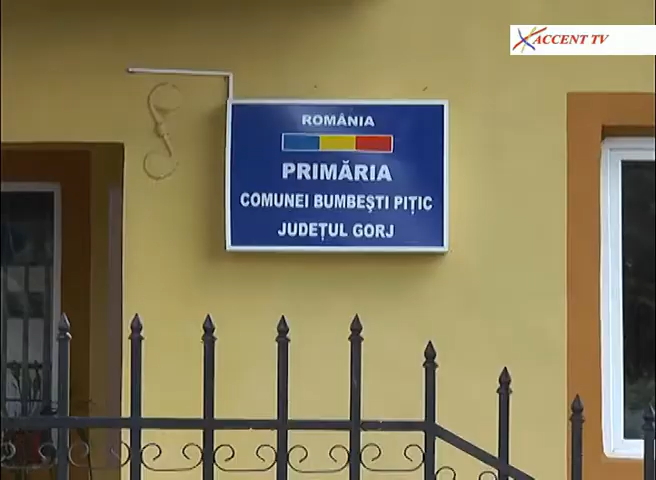 ACCENT TV
ROMÂNIA
PRIMĂRIA
COMUNEI BUMBEŞTI PIŢIC
JUDEŢUL GORJ